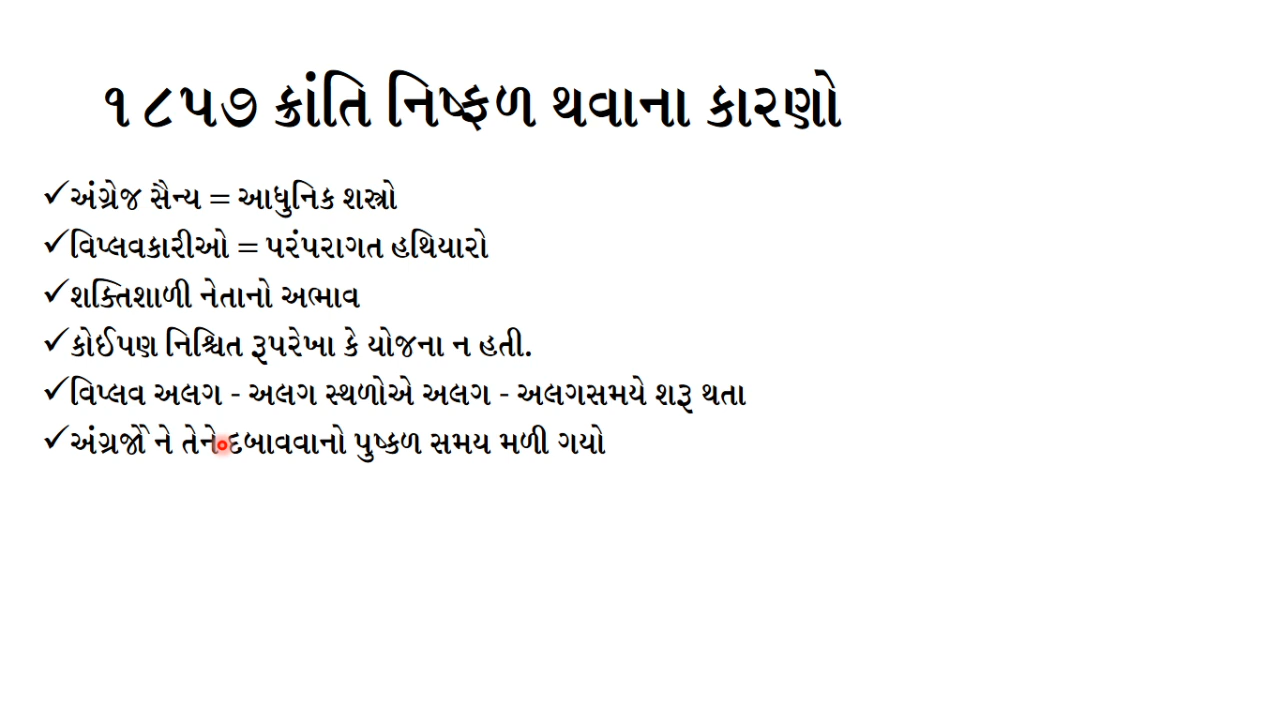 ૧૮૫૭ ક્રાંતિ નિષ્ફળ થવાના કારણો
✓અંગ્રેજ સૈન્ય = આધુનિક શસ્ત્રો
✓વિપ્લવકારીઓ = પરંપરાગત હથિયારો
✓શક્તિશાળી નેતાનો અભાવ
✓કોઈપણ નિશ્ચિત રૂપરેખા કે યોજના ન હતી.
✓વિપ્લવ અલગ - અલગ સ્થળોએ અલગ - અલગસમયે શરૂ થતા
✓અંગ્રજોે ને તેને દબાવવાનો પુષ્કળ સમય મળી ગયો